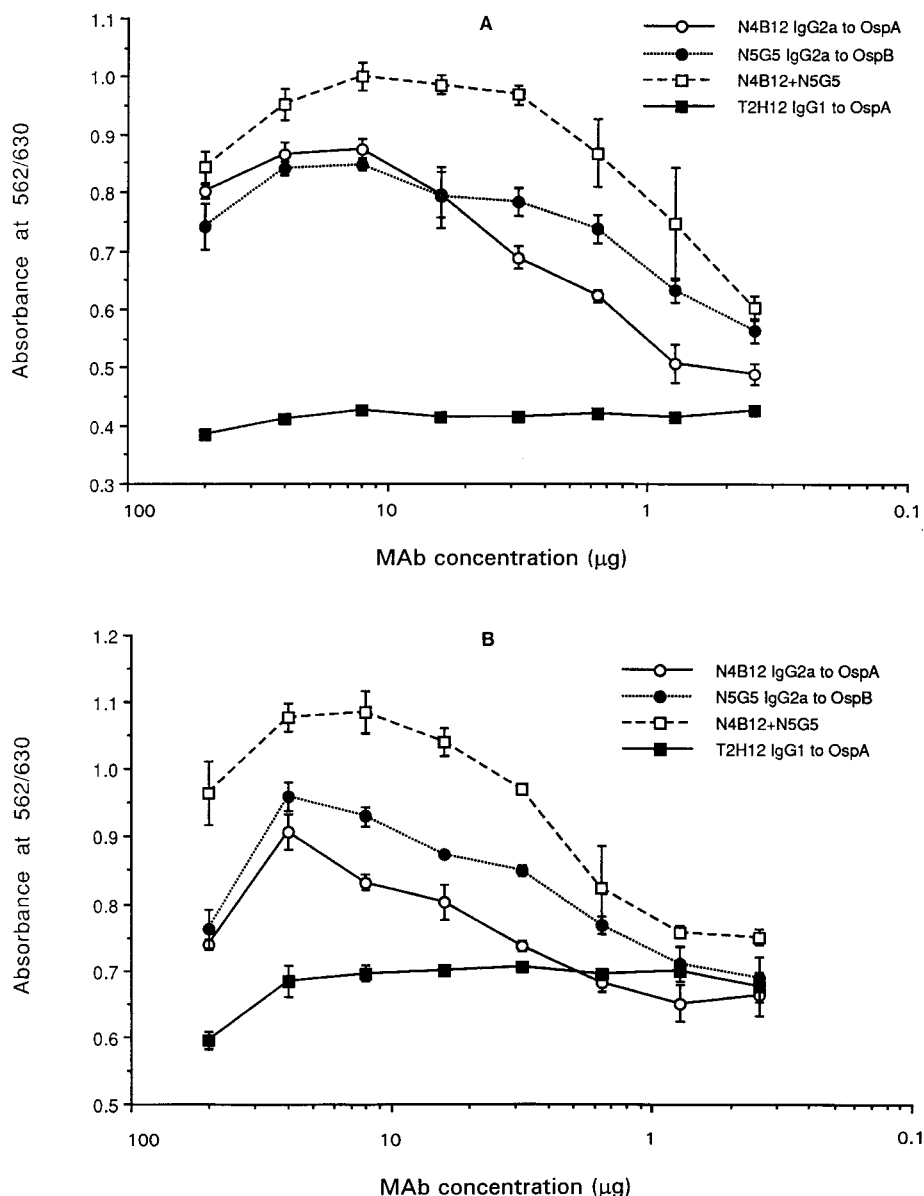 A
N4B12 IgG2a to OspA
N5G5 IgG2a to OspB
N4B12+N5G5
T2H12 IgG1 to OspA
Absorbance at 562/630
1.1
1.0
0.9
0.8
0.7
0.6
0.5
0.4
0.3
100
10
1
0.1
MAb concentration (µg)
B
N4B12 IgG2a to OspA
N5G5 IgG2a to OspB
N4B12+N5G5
T2H12 IgG1 to OspA
Absorbance at 562/630
1.2
1.1
1.0
0.9
0.8
0.7
0.6
0.5
100
10
1
0.1
MAb concentration (µg)